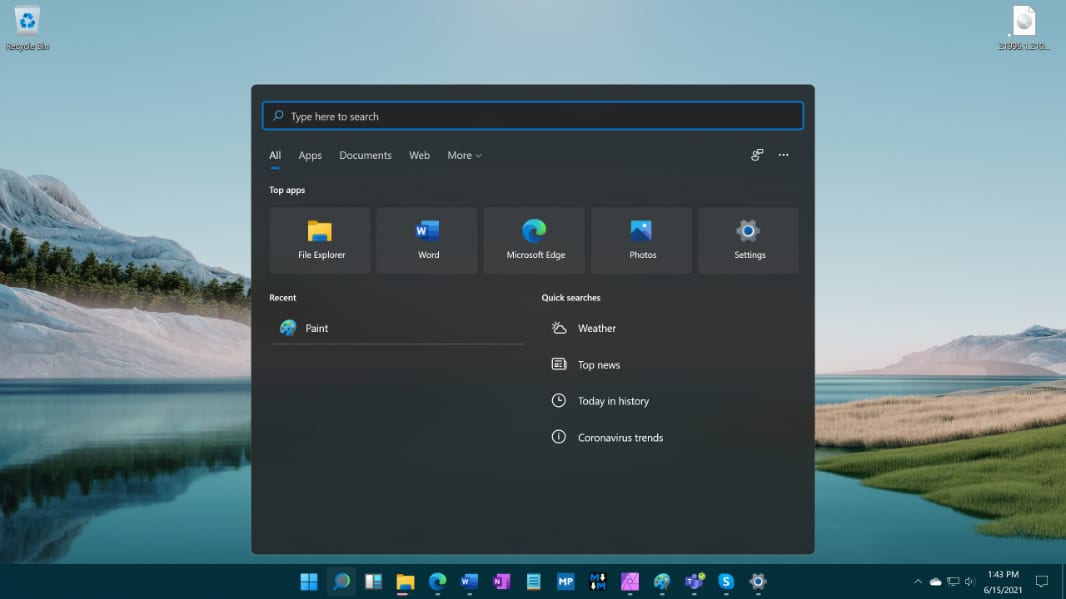 Recycle Bin
21996.1.210...
Type here to search
All Apps Documents Web More
Top apps
File Explorer Word Microsoft Edge Photos Settings
Recent
Quick searches
Paint
Weather
Top news
Today in history
Coronavirus trends
MP
1:43 PM
6/15/2021